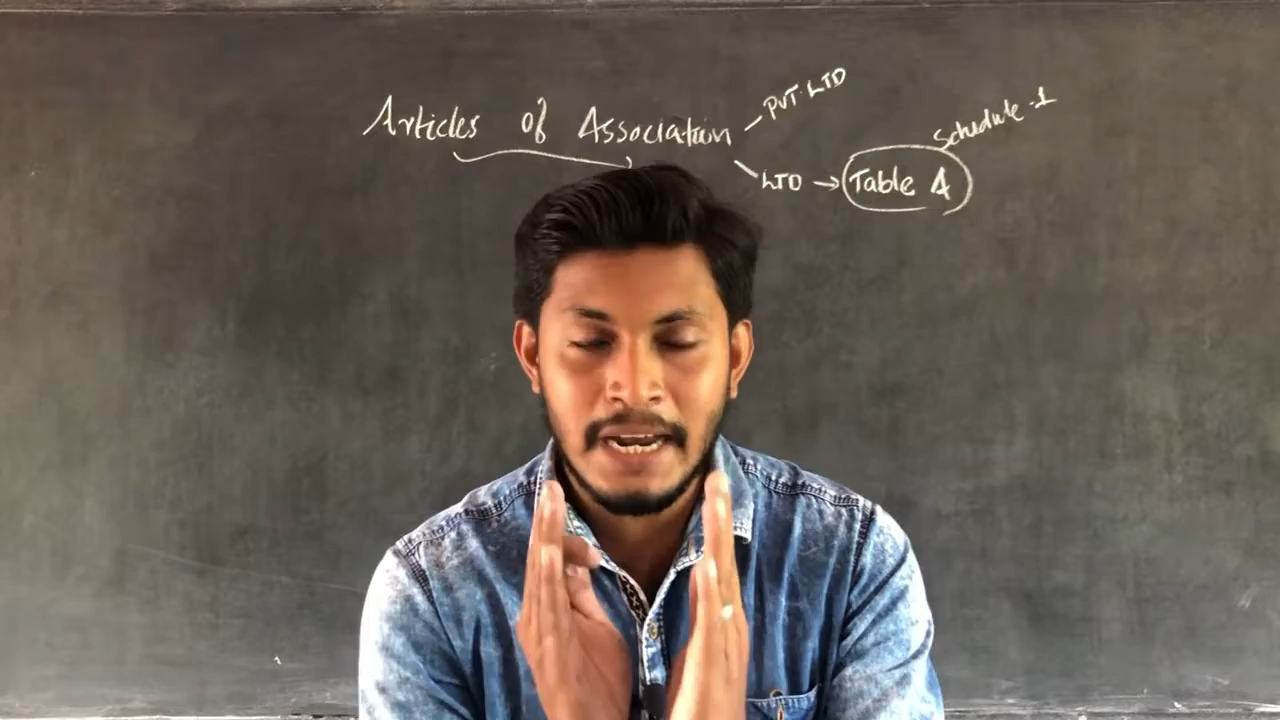 Articles of Association
PVT. LTD
LTD → Table A
Schedule - 1